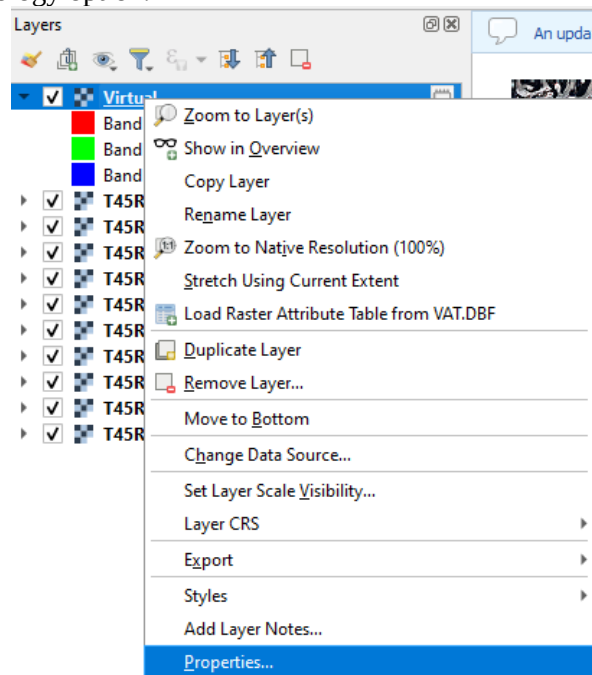 ology option.
Layers
An upda
Virtual
Band
Band
Band
T45R
T45R
T45R
T45R
T45R
T45R
T45R
T45R
T45R
T45R
Zoom to Layer(s)
Show in Overview
Copy Layer
Rename Layer
Zoom to Native Resolution (100%)
Stretch Using Current Extent
Load Raster Attribute Table from VAT.DBF
Duplicate Layer
Remove Layer...
Move to Bottom
Change Data Source...
Set Layer Scale Visibility...
Layer CRS
Export
Styles
Add Layer Notes...
Properties...